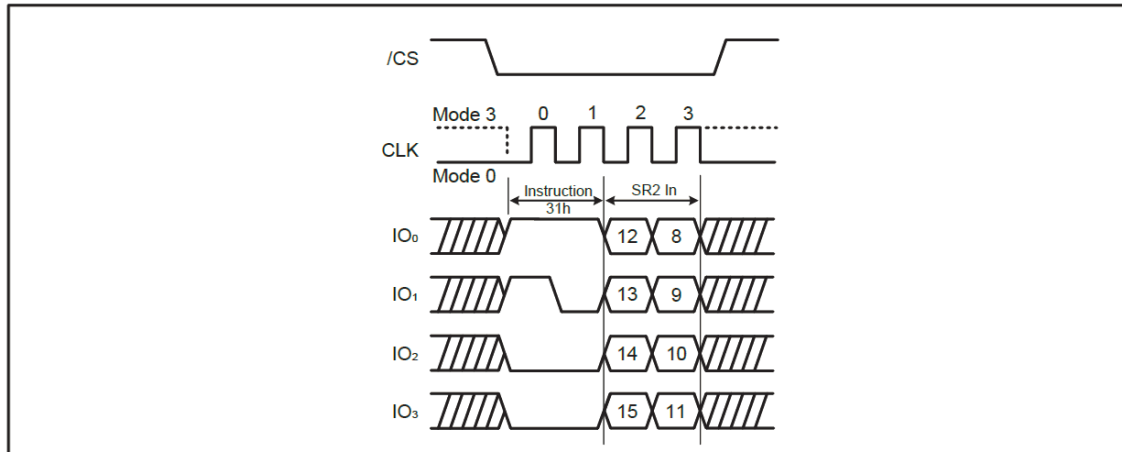 /CS
Mode 3 0 1 2 3
CLK
Mode 0
Instruction SR2 In
31h
IO₀ 12 8
IO₁ 13 9
IO₂ 14 10
IO₃ 15 11